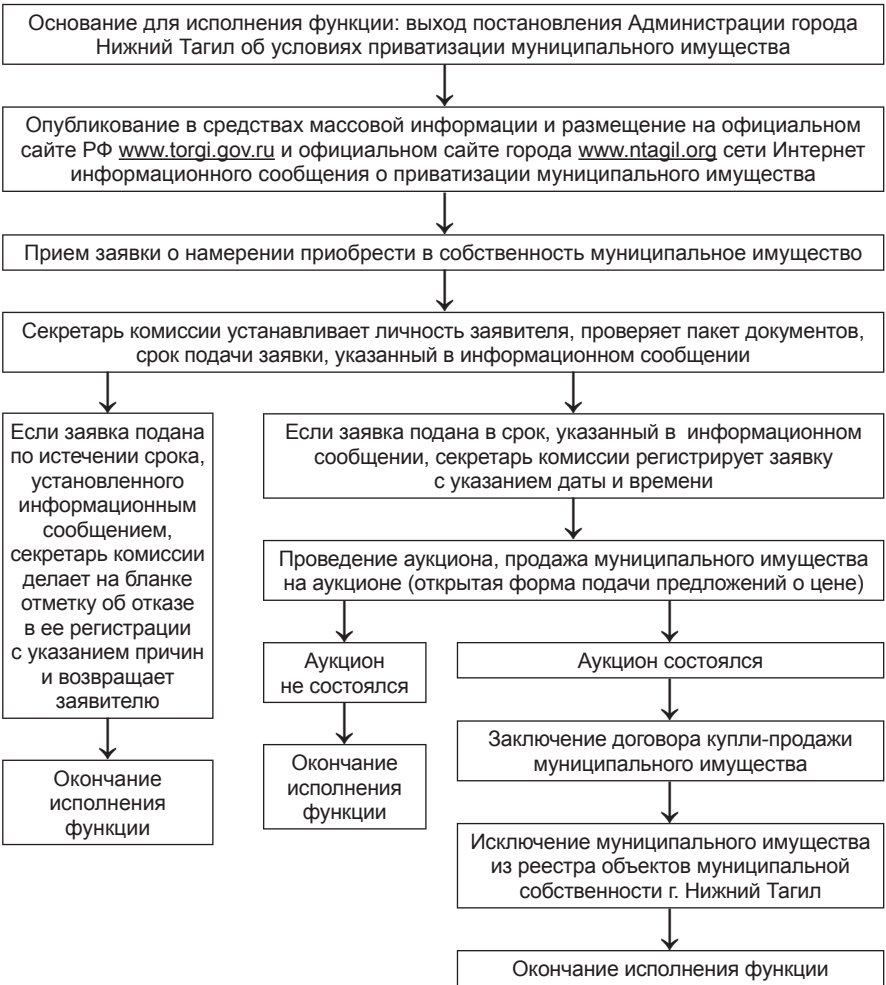 Основание для исполнения функции: выход постановления Администрации города
Нижний Тагил об условиях приватизации муниципального имущества
Опубликование в средствах массовой информации и размещение на официальном
сайте РФ www.torgi.gov.ru и официальном сайте города www.ntagil.org сети Интернет
информационного сообщения о приватизации муниципального имущества
Прием заявки о намерении приобрести в собственность муниципальное имущество
Секретарь комиссии устанавливает личность заявителя, проверяет пакет документов,
срок подачи заявки, указанный в информационном сообщении
Если заявка подана
по истечении срока,
установленного
информационным
сообщением,
секретарь комиссии
делает на бланке
отметку об отказе
в ее регистрации
с указанием причин
и возвращает
заявителю
Окончание
исполнения
функции
Если заявка подана в срок, указанный в информационном
сообщении, секретарь комиссии регистрирует заявку
с указанием даты и времени
Проведение аукциона, продажа муниципального имущества
на аукционе (открытая форма подачи предложений о цене)
Аукцион
не состоялся
Окончание
исполнения
функции
Аукцион состоялся
Заключение договора купли-продажи
муниципального имущества
Исключение муниципального имущества
из реестра объектов муниципальной
собственности г. Нижний Тагил
Окончание исполнения функции